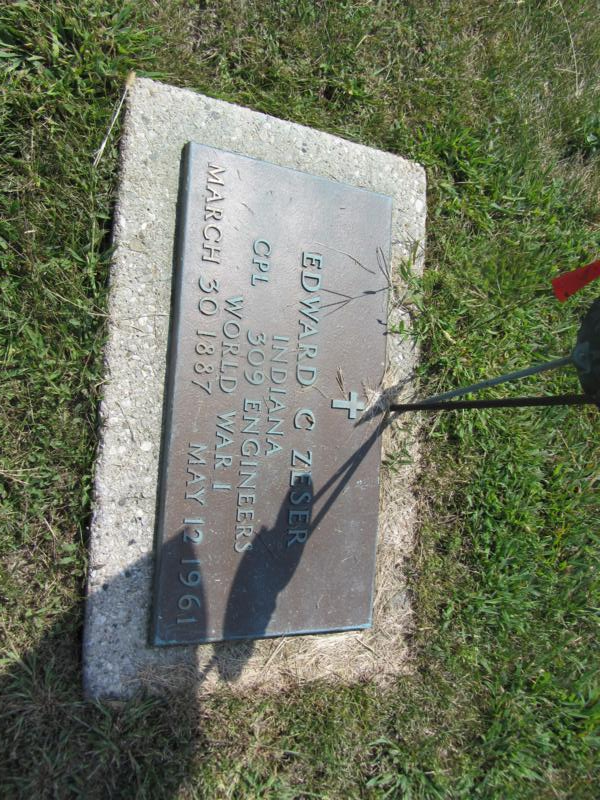 EDWARD C ZESER
INDIANA
CPL 309 ENGINEERS
WORLD WAR I
MARCH 30 1887 MAY 12 1961